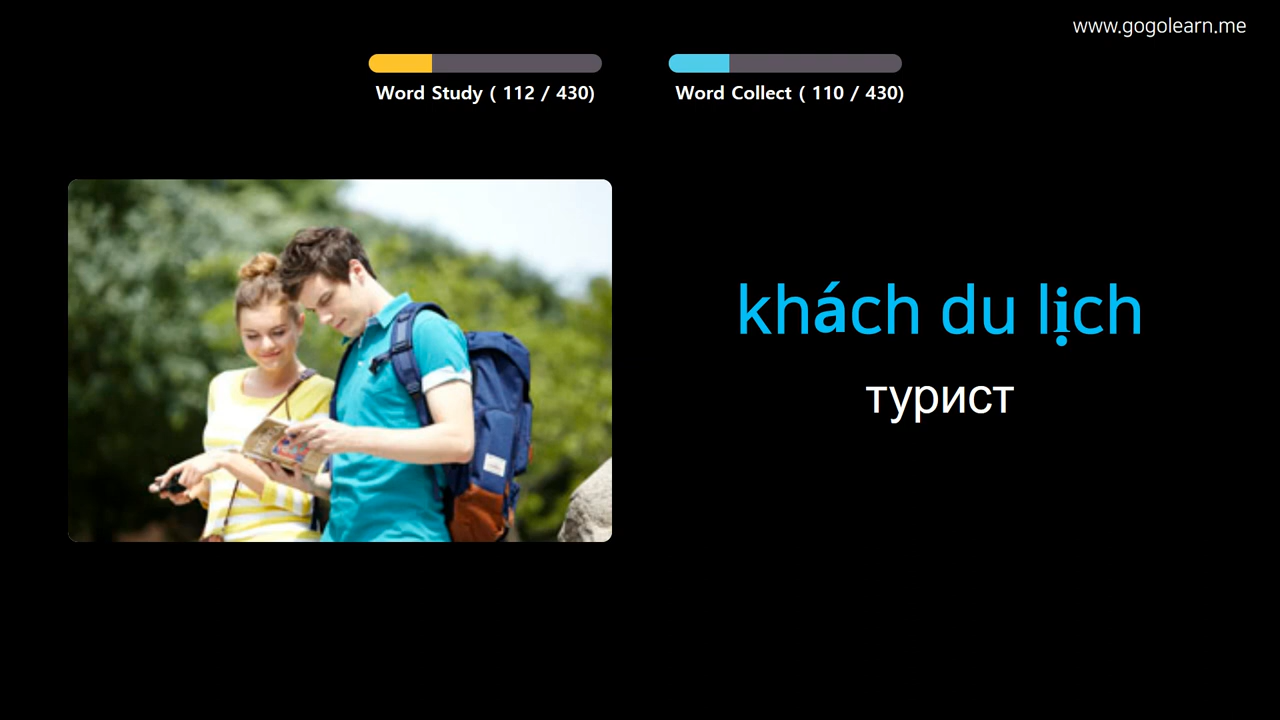 www.gogolearn.me
Word Study ( 112 / 430)
Word Collect ( 110 / 430)
khách du lịch
турист